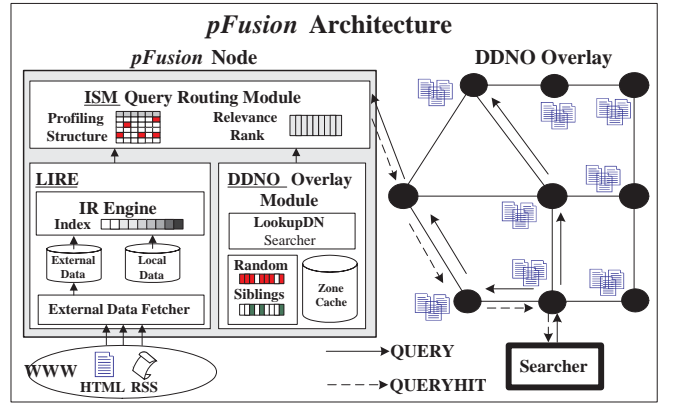 pFusion Architecture
pFusion Node
DDNO Overlay
ISM Query Routing Module
Profiling
Structure
Relevance
Rank
LIRE
IR Engine
Index
External
Data
Local
Data
External Data Fetcher
DDNO Overlay
Module
LookupDN
Searcher
Random
Siblings
Zone
Cache
WWW
HTML
RSS
QUERY
QUERYHIT
Searcher